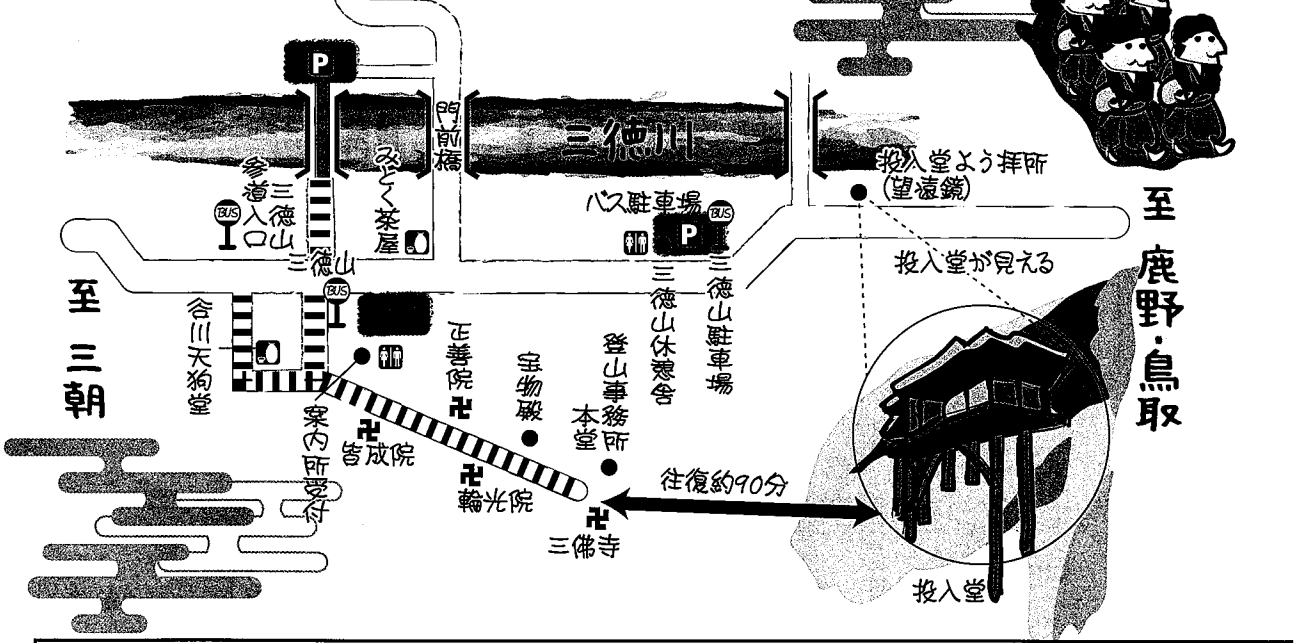 P
門前橋
三徳川
三徳山
参道入口
BUS
みとく茶屋
バス駐車場
BUS
P
投入堂よう拝所
(望遠鏡)
投入堂が見える
至 鹿野・鳥取
至 三朝
三徳山
BUS
谷川天狗堂
三徳山休憩舎
三徳山駐車場
正善院
宝物殿
登山事務所
本堂
案内所受付
皆成院
輪光院
往復約90分
三佛寺
投入堂